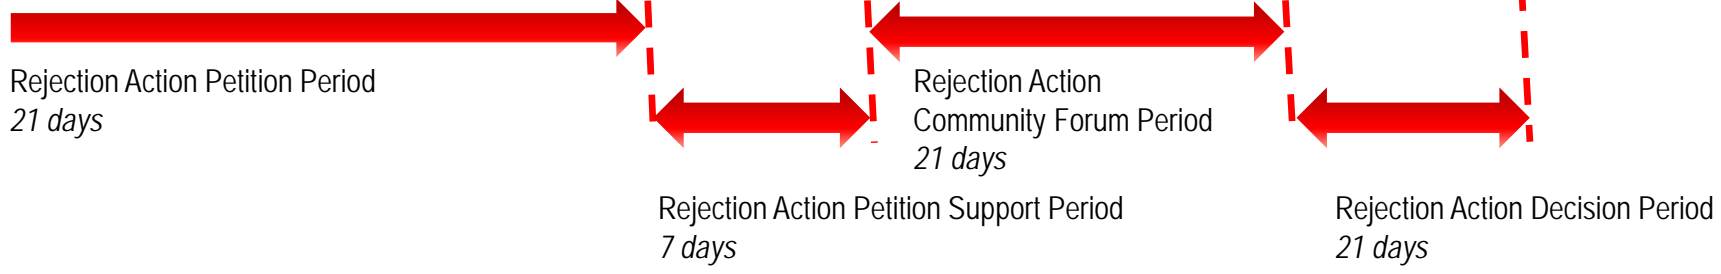 Rejection Action Petition Period
21 days
Rejection Action
Community Forum Period
21 days
Rejection Action Petition Support Period
7 days
Rejection Action Decision Period
21 days